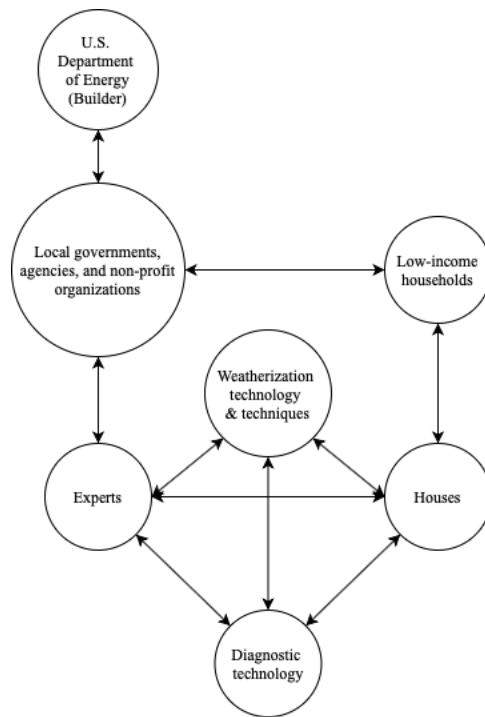 U.S.
Department
of Energy
(Builder)
Local governments,
agencies, and non-profit
organizations
Low-income
households
Weatherization
technology
& techniques
Experts
Houses
Diagnostic
technology